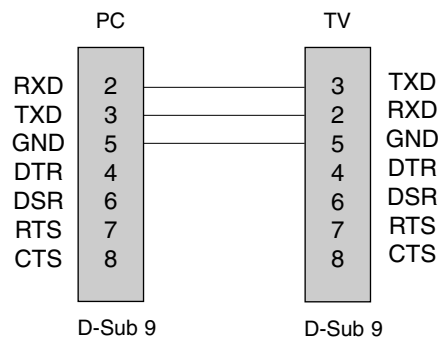 PC TV
RXD 2 3 TXD
TXD 3 2 RXD
GND 5 5 GND
DTR 4 4 DTR
DSR 6 6 DSR
RTS 7 7 RTS
CTS 8 8 CTS
D-Sub 9 D-Sub 9